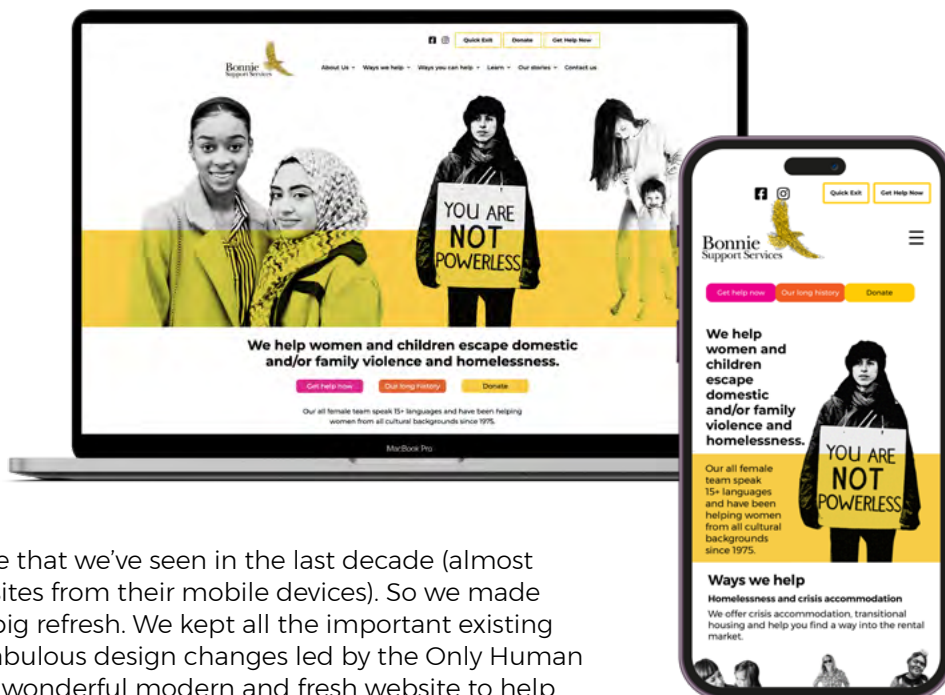 Quick Exit Donate Get Help Now
Bonnie
Support Services
About Us Ways we help Ways you can help Learn Our stories Contact us
YOU ARE
NOT
POWERLESS
We help women and children escape domestic
and/or family violence and homelessness.
Get help now Our long history Donate
Our all female team speak 15+ languages and have been helping
women from all cultural backgrounds since 1975.
MacBook Pro
Quick Exit Get Help Now
Bonnie
Support Services
Get help now Our long history Donate
We help
women and
children
escape
domestic
and/or family
violence and
homelessness.
YOU ARE
NOT
POWERLESS
Our all female
team speak
15+ languages
and have been
helping women
from all cultural
backgrounds
since 1975.
Ways we help
Homelessness and crisis accommodation
We offer crisis accommodation, transitional
housing and help you find a way into the rental
market.
e that we've seen in the last decade (almost
sites from their mobile devices). So we made
big refresh. We kept all the important existing
abulous design changes led by the Only Human
wonderful modern and fresh website to help